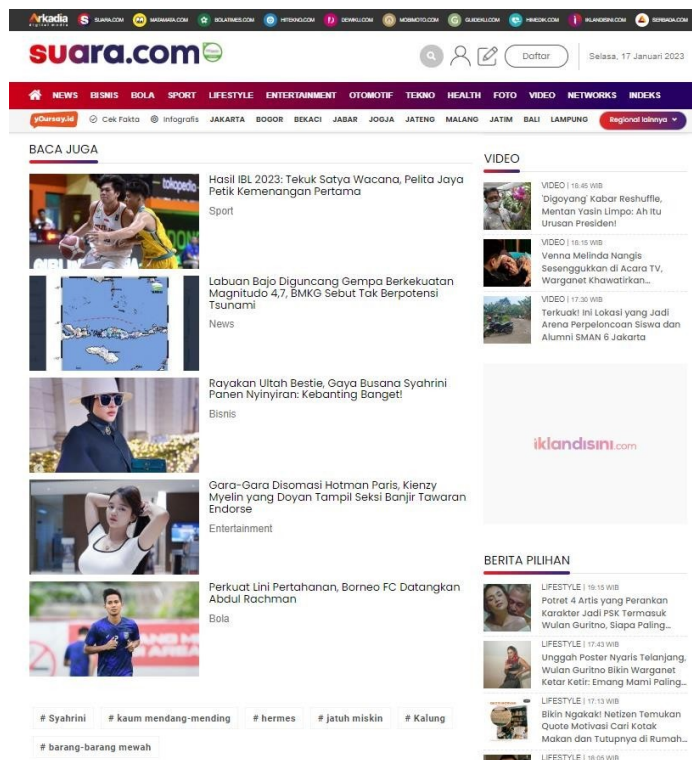 Arkadia
digital media
SUARA.COM
MATAMATA.COM
BOLATIMES.COM
HITEKNO.COM
DEWIKU.COM
MOBIMOTO.COM
GUIDEKU.COM
HIMEDIK.COM
IKLANDISINI.COM
SERBADA.COM
suara.com
Daftar
Selasa, 17 Januari 2023
NEWS BISNIS BOLA SPORT LIFESTYLE ENTERTAINMENT OTOMOTIF TEKNO HEALTH FOTO VIDEO NETWORKS INDEKS
yOursay.id Cek Fakta Infografis JAKARTA BOGOR BEKACI JABAR JOGJA JATENG MALANG JATIM BALI LAMPUNG Regional lainnya
BACA JUGA
tokopedia
Hasil IBL 2023: Tekuk Satya Wacana, Pelita Jaya
Petik Kemenangan Pertama
Sport
Labuan Bajo Diguncang Gempa Berkekuatan
Magnitudo 4,7, BMKG Sebut Tak Berpotensi
Tsunami
News
Rayakan Ultah Bestie, Gaya Busana Syahrini
Panen Nyinyiran: Kebanting Banget!
Bisnis
Gara-Gara Disomasi Hotman Paris, Kienzy
Myelin yang Doyan Tampil Seksi Banjir Tawaran
Endorse
Entertainment
Perkuat Lini Pertahanan, Borneo FC Datangkan
Abdul Rachman
Bola
# Syahrini # kaum mendang-mending # hermes # jatuh miskin # Kalung
# barang-barang mewah
VIDEO
VIDEO | 18:45 WIB
'Digoyang' Kabar Reshuffle,
Mentan Yasin Limpo: Ah Itu
Urusan Presiden!
VIDEO | 18:15 WIB
Venna Melinda Nangis
Sesenggukan di Acara TV,
Warganet Khawatirkan...
VIDEO | 17:30 WIB
Terkuak! Ini Lokasi yang Jadi
Arena Perpeloncoan Siswa dan
Alumni SMAN 6 Jakarta
iklandisini.com
BERITA PILIHAN
LIFESTYLE | 19:15 WIB
Potret 4 Artis yang Perankan
Karakter Jadi PSK Termasuk
Wulan Guritno, Siapa Paling...
LIFESTYLE | 17:43 WIB
Unggah Poster Nyaris Telanjang,
Wulan Guritno Bikin Warganet
Ketar Ketir: Emang Mami Paling...
LIFESTYLE | 17:13 WIB
Bikin Ngakak! Netizen Temukan
Quote Motivasi Cari Kotak
Makan dan Tutupnya di Rumah...
LIFESTYLE | 16:05 WIB